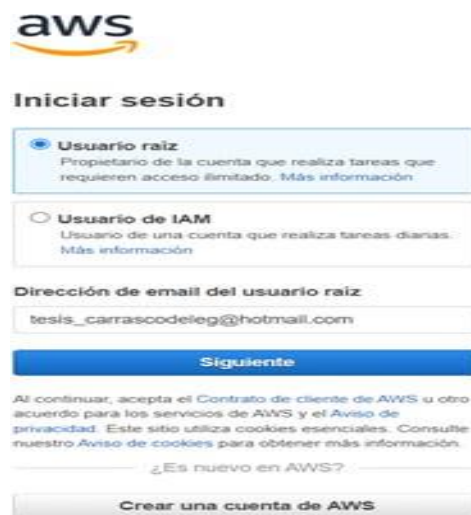 aws
Iniciar sesión
Usuario raíz
Propietario de la cuenta que realiza tareas que
requieren acceso ilimitado. Más información
Usuario de IAM
Usuario de una cuenta que realiza tareas diarias.
Más información
Dirección de email del usuario raíz
tesis_carrascodeleg@hotmail.com
Siguiente
Al continuar, acepta el Contrato de cliente de AWS u otro
acuerdo para los servicios de AWS y el Aviso de
privacidad. Este sitio utiliza cookies esenciales. Consulte
nuestro Aviso de cookies para obtener más información.
¿Es nuevo en AWS?
Crear una cuenta de AWS